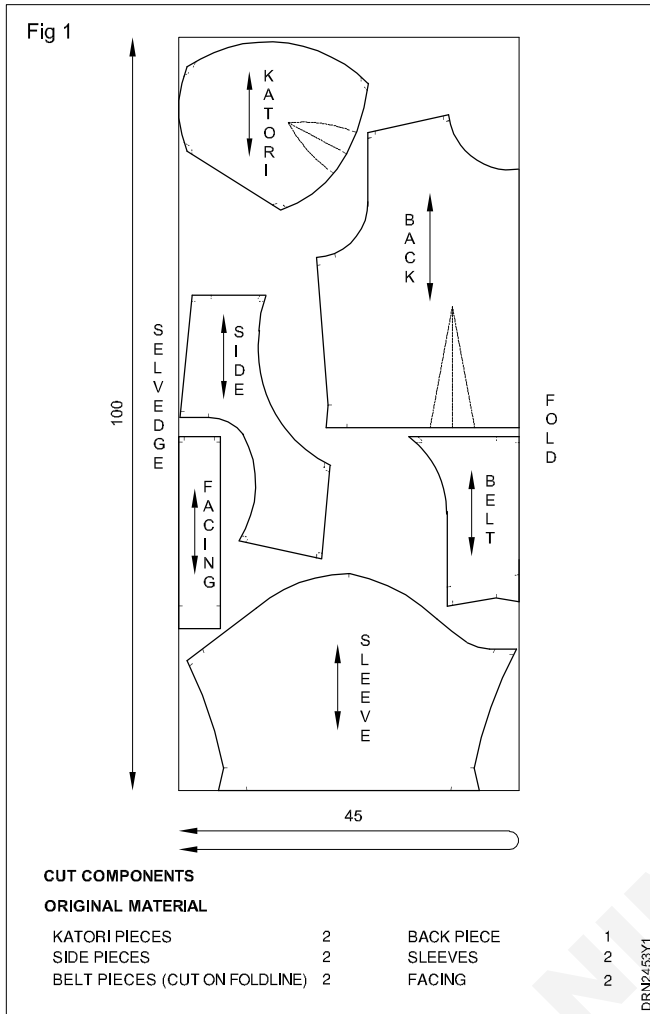 Fig 1
KATORI
BACK
SIDE
SELVEDGE
100
FOLD
FACING
BELT
SLEEVE
45
CUT COMPONENTS
ORIGINAL MATERIAL
KATORI PIECES 2 BACK PIECE 1
SIDE PIECES 2 SLEEVES 2
BELT PIECES (CUT ON FOLDLINE) 2 FACING 2
DRN2453Y1